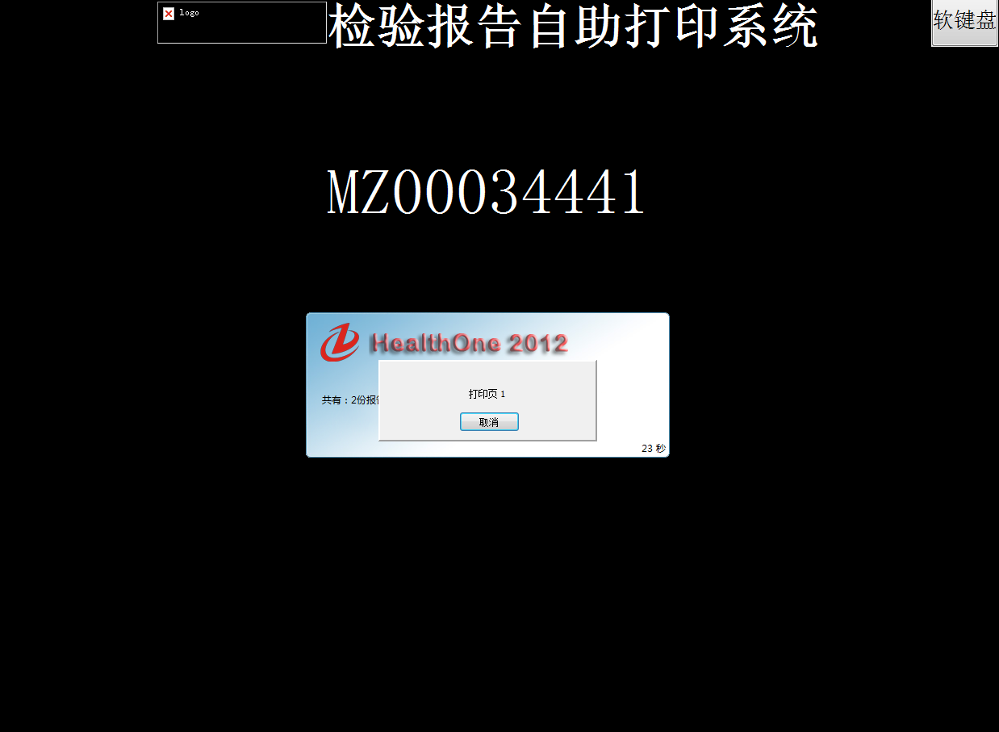 logo
检验报告自助打印系统
软键盘
MZ00034441
HealthOne 2012
打印页 1
共有：2份报告
取消
23 秒